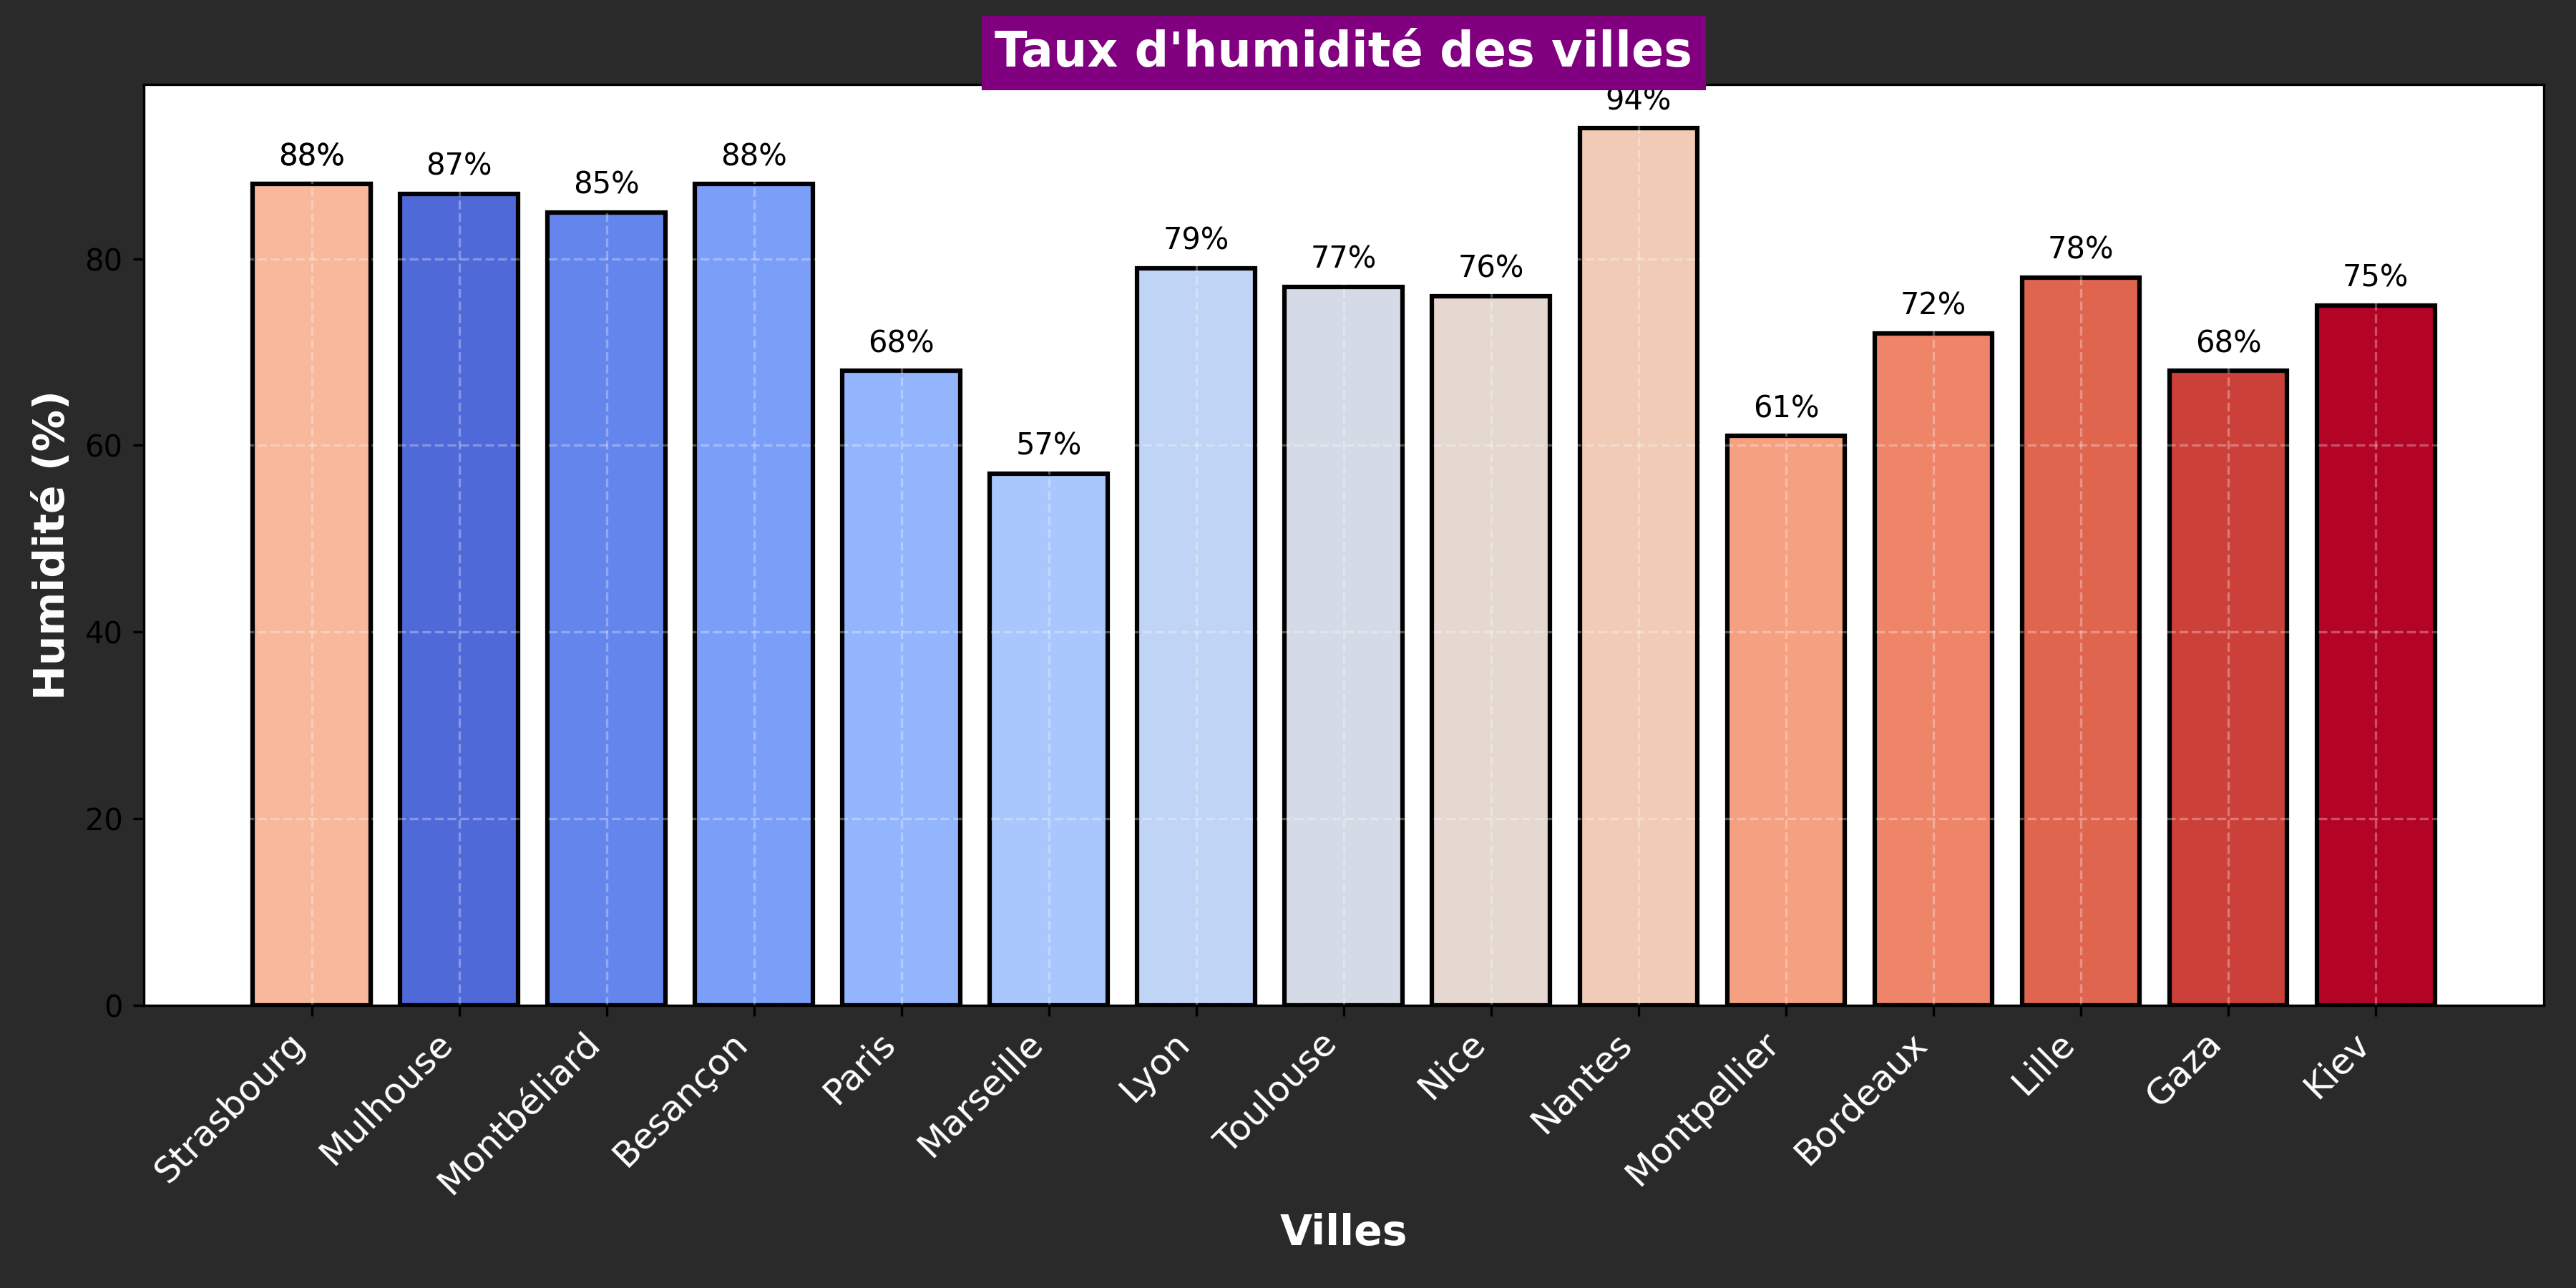 Taux d'humidité des villes
94%
88%
87%
85%
88%
68%
57%
79%
77%
76%
61%
72%
78%
68%
75%
Humidité (%)
80
60
40
20
0
Strasbourg
Mulhouse
Montbéliard
Besançon
Paris
Marseille
Lyon
Toulouse
Nice
Nantes
Montpellier
Bordeaux
Lille
Gaza
Kiev
Villes